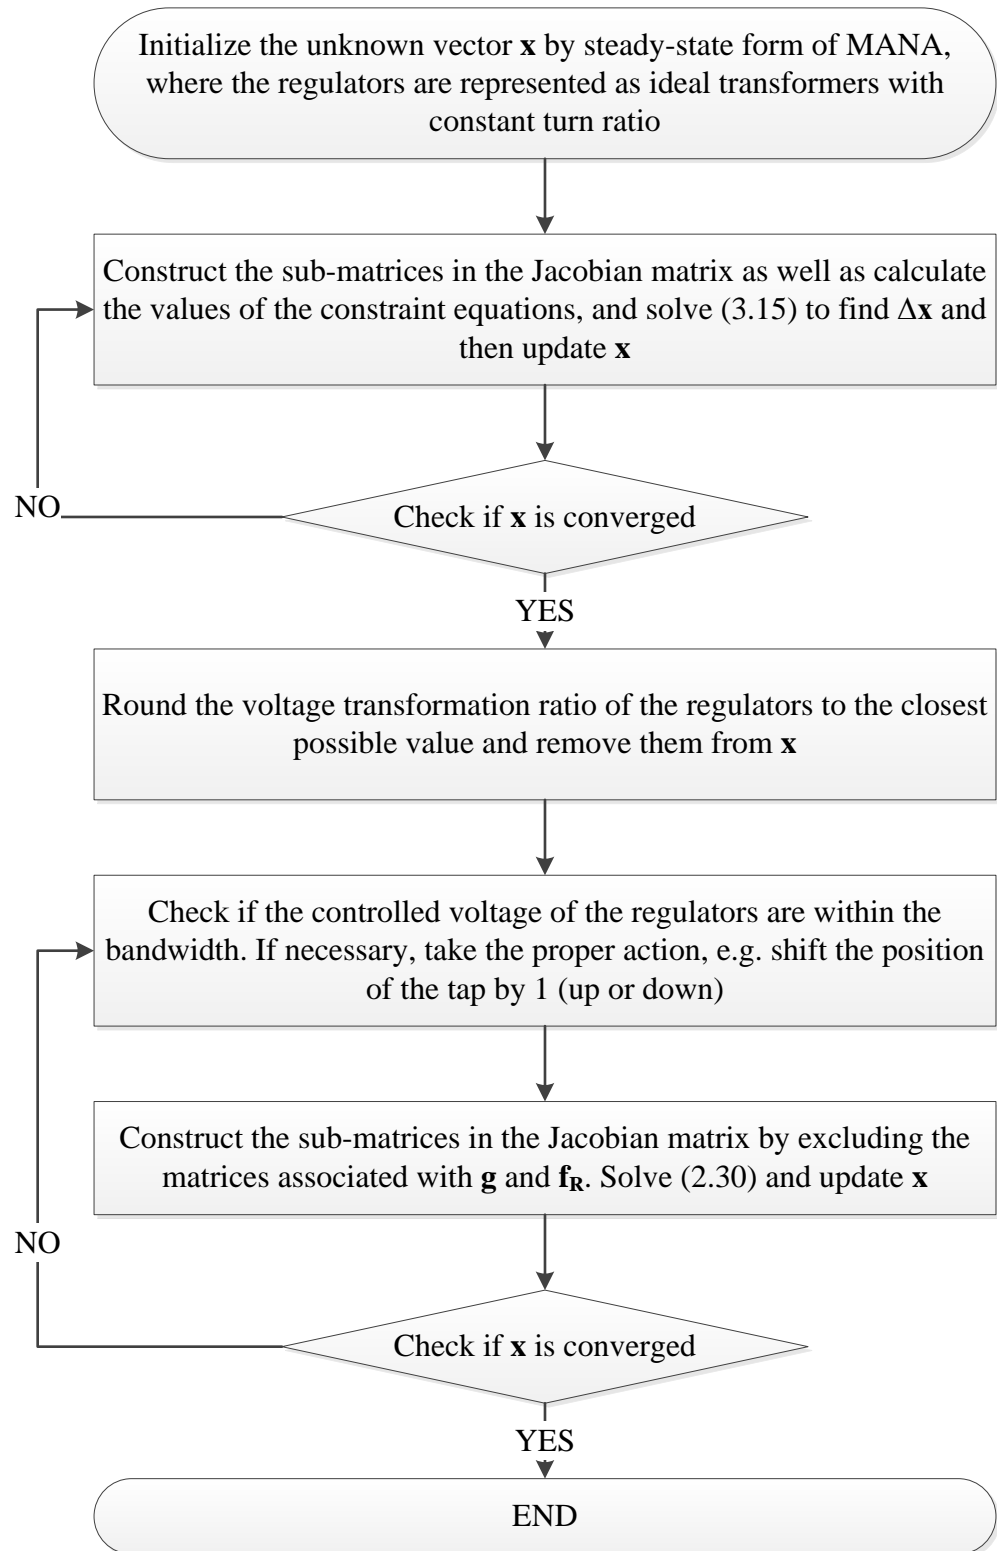 Initialize the unknown vector x by steady-state form of MANA,
where the regulators are represented as ideal transformers with
constant turn ratio
Construct the sub-matrices in the Jacobian matrix as well as calculate
the values of the constraint equations, and solve (3.15) to find Δx and
then update x
Check if x is converged
NO
YES
Round the voltage transformation ratio of the regulators to the closest
possible value and remove them from x
Check if the controlled voltage of the regulators are within the
bandwidth. If necessary, take the proper action, e.g. shift the position
of the tap by 1 (up or down)
Construct the sub-matrices in the Jacobian matrix by excluding the
matrices associated with g and fR. Solve (2.30) and update x
NO
Check if x is converged
YES
END